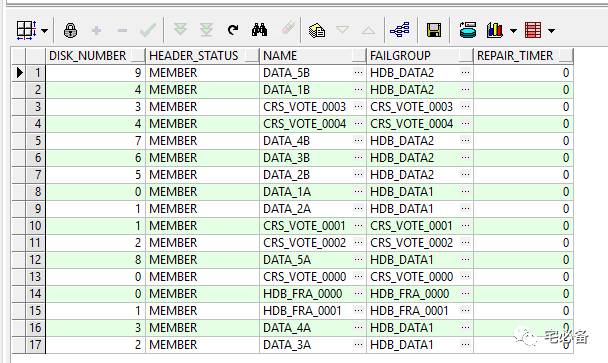 DISK_NUMBER HEADER_STATUS NAME FAILGROUP REPAIR_TIMER
1 9 MEMBER DATA_5B ... HDB_DATA2 ... 0
2 4 MEMBER DATA_1B ... HDB_DATA2 ... 0
3 3 MEMBER CRS_VOTE_0003 ... CRS_VOTE_0003 ... 0
4 4 MEMBER CRS_VOTE_0004 ... CRS_VOTE_0004 ... 0
5 7 MEMBER DATA_4B ... HDB_DATA2 ... 0
6 6 MEMBER DATA_3B ... HDB_DATA2 ... 0
7 5 MEMBER DATA_2B ... HDB_DATA2 ... 0
8 0 MEMBER DATA_1A ... HDB_DATA1 ... 0
9 1 MEMBER DATA_2A ... HDB_DATA1 ... 0
10 1 MEMBER CRS_VOTE_0001 ... CRS_VOTE_0001 ... 0
11 2 MEMBER CRS_VOTE_0002 ... CRS_VOTE_0002 ... 0
12 8 MEMBER DATA_5A ... HDB_DATA1 ... 0
13 0 MEMBER CRS_VOTE_0000 ... CRS_VOTE_0000 ... 0
14 0 MEMBER HDB_FRA_0000 ... HDB_FRA_0000 ... 0
15 1 MEMBER HDB_FRA_0001 ... HDB_FRA_0001 ... 0
16 3 MEMBER DATA_4A ... HDB_DATA1 ... 0
17 2 MEMBER DATA_3A ... HDB_DATA1 ... 0
宅必备